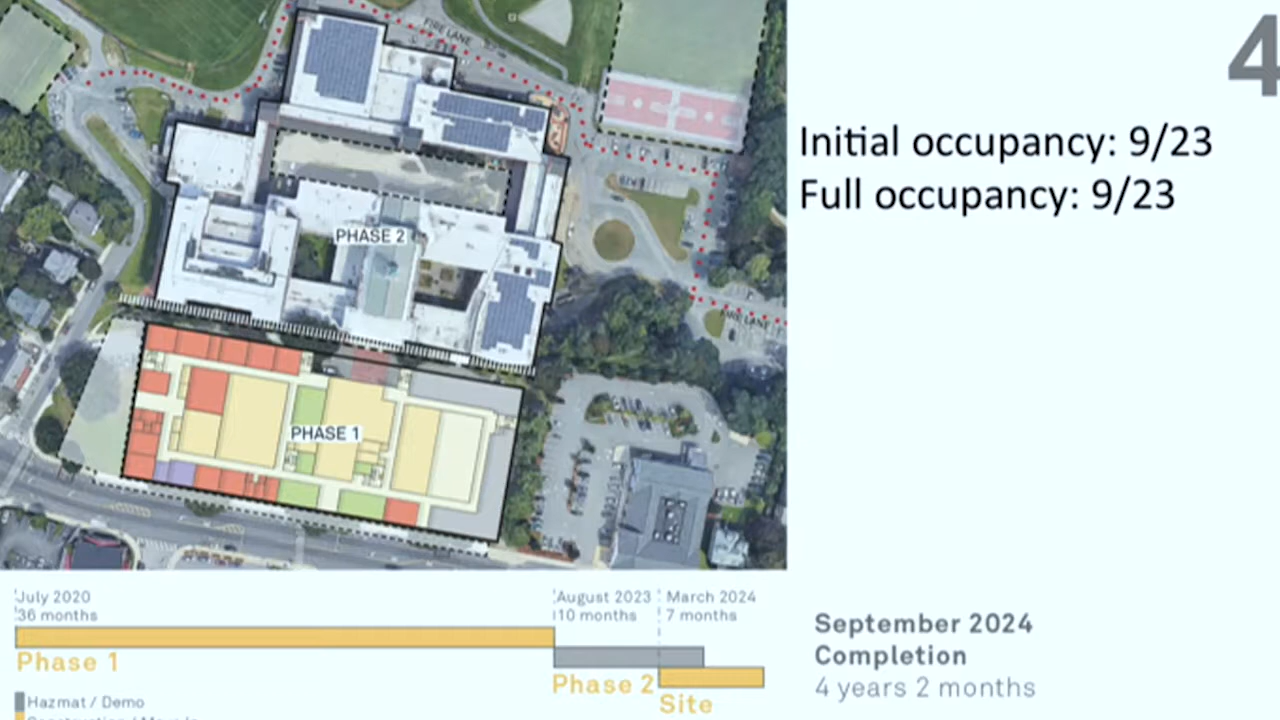 4
Initial occupancy: 9/23
Full occupancy: 9/23
FIRE LANE
PHASE 2
FIRE LANE
PHASE 1
July 2020
36 months
August 2023
10 months
March 2024
7 months
Phase 1
Phase 2
Site
September 2024
Completion
4 years 2 months
Hazmat / Demo